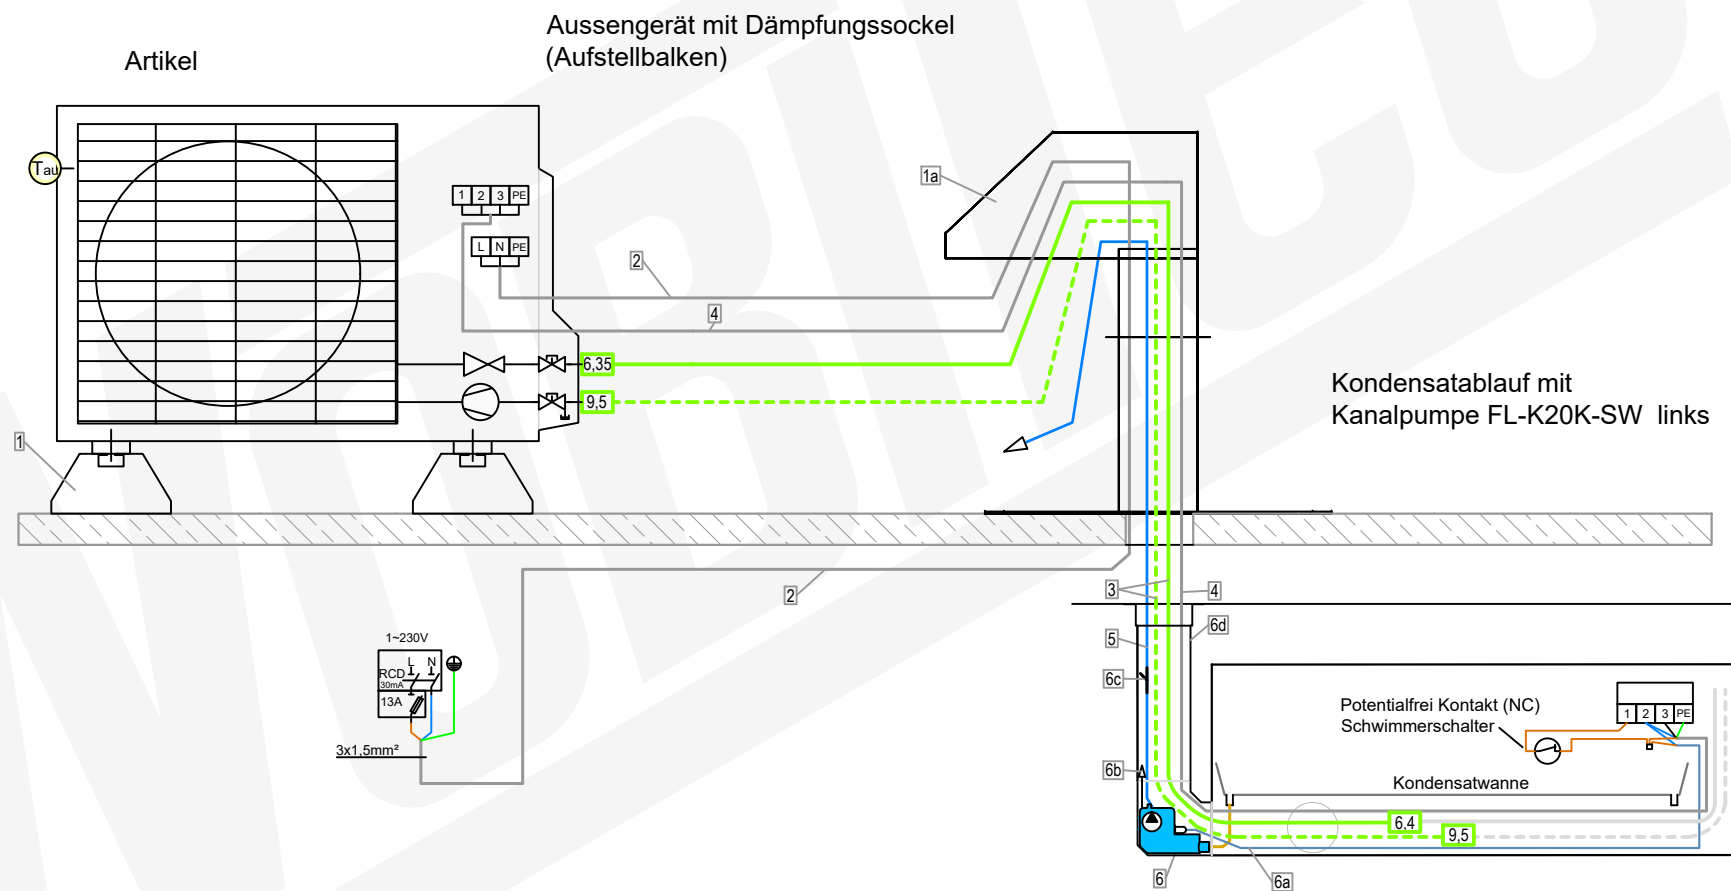 Aussengerät mit Dämpfungssockel
(Aufstellbalken)
Artikel
Tau
1 2 3 PE
L N PE
1a
2
4
6,35
9,5
1
Kondensatablauf mit
Kanalpumpe FL-K20K-SW links
2
3
4
5
6d
6c
6b
1~230V
L N
RCD
30mA
13A
3x1,5mm²
Potentialfrei Kontakt (NC)
Schwimmerschalter
1 2 3 PE
Kondensatwanne
6,4
9,5
6
6a
NOBILTEC